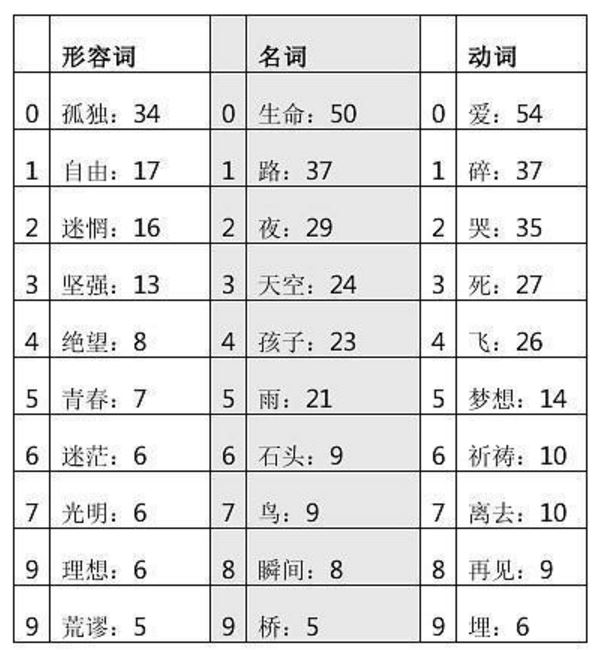 形容词 名词 动词
0 孤独：34 0 生命：50 0 爱：54
1 自由：17 1 路：37 1 碎：37
2 迷惘：16 2 夜：29 2 哭：35
3 坚强：13 3 天空：24 3 死：27
4 绝望：8 4 孩子：23 4 飞：26
5 青春：7 5 雨：21 5 梦想：14
6 迷茫：6 6 石头：9 6 祈祷：10
7 光明：6 7 鸟：9 7 离去：10
9 理想：6 8 瞬间：8 8 再见：9
9 荒谬：5 9 桥：5 9 埋：6